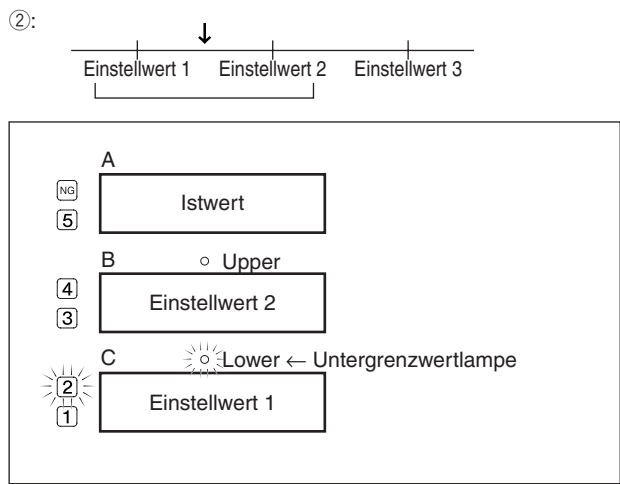 ②:
Einstellwert 1 Einstellwert 2 Einstellwert 3
A
NG
5
Istwert
B
Upper
4
3
Einstellwert 2
C
Lower ← Untergrenzwertlampe
2
1
Einstellwert 1